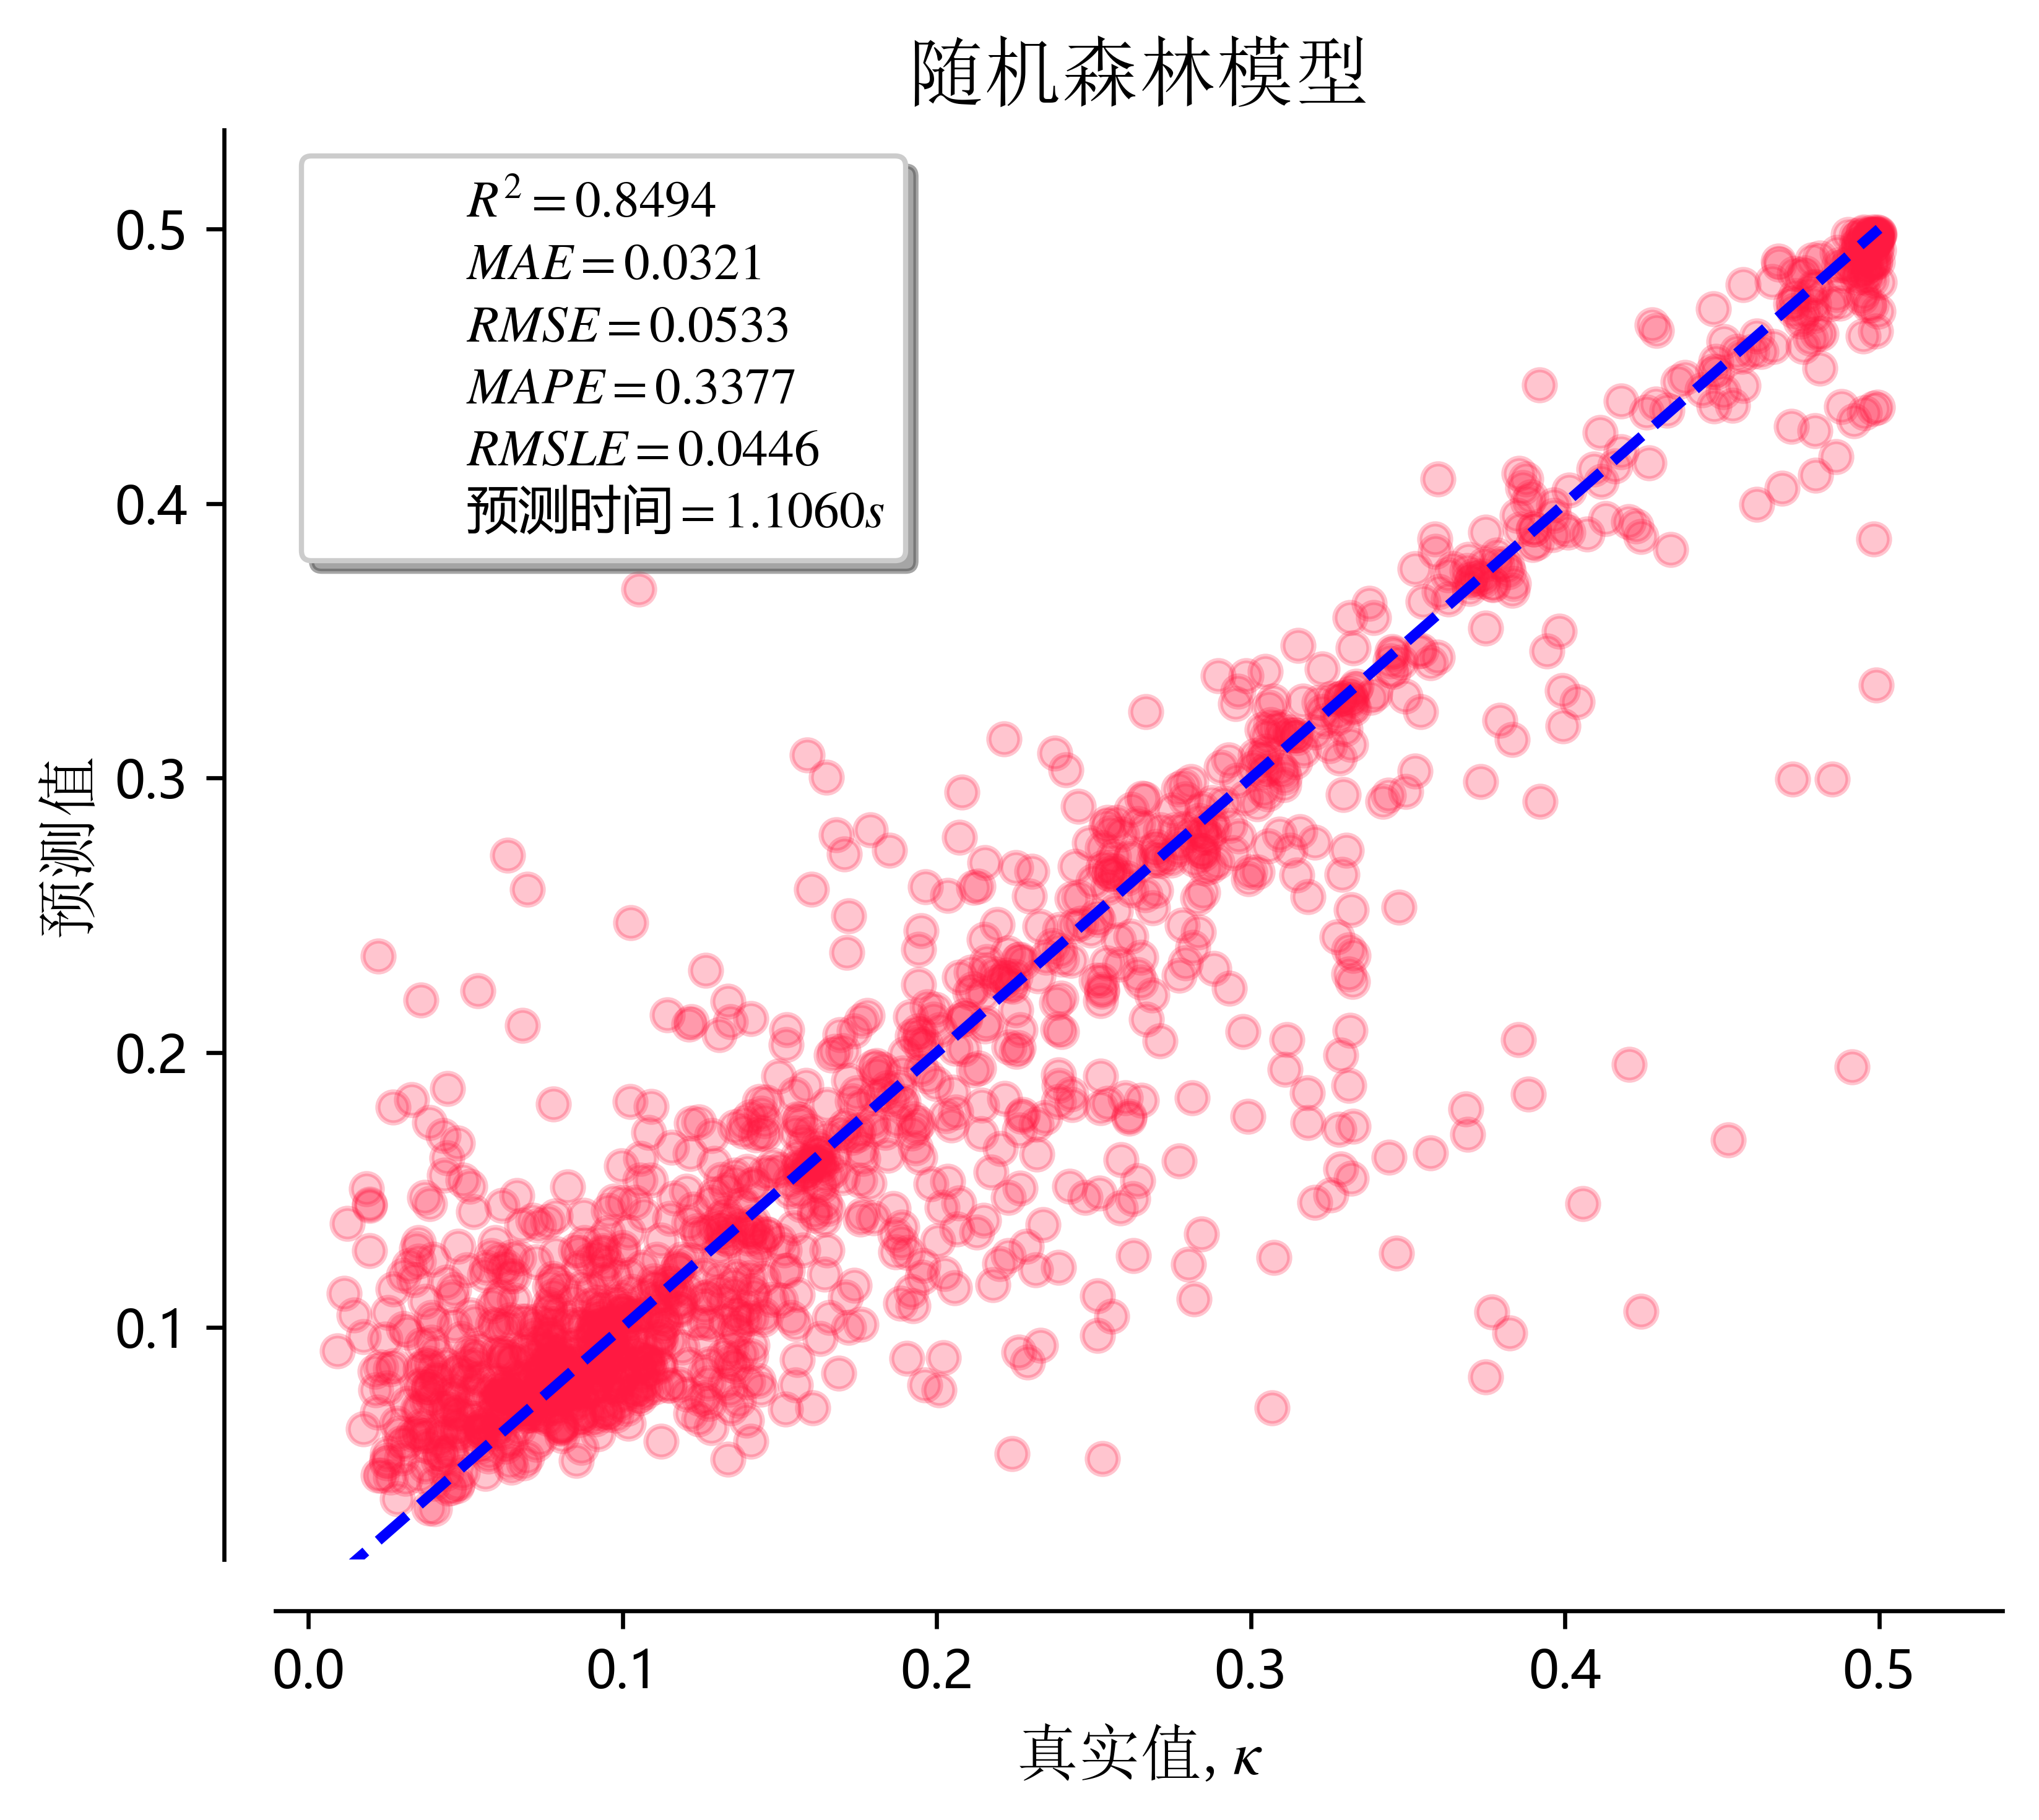 随机森林模型
R² = 0.8494
MAE = 0.0321
RMSE = 0.0533
MAPE = 0.3377
RMSLE = 0.0446
预测时间 = 1.1060s
预测值
0.5
0.4
0.3
0.2
0.1
0.0 0.1 0.2 0.3 0.4 0.5
真实值, κ